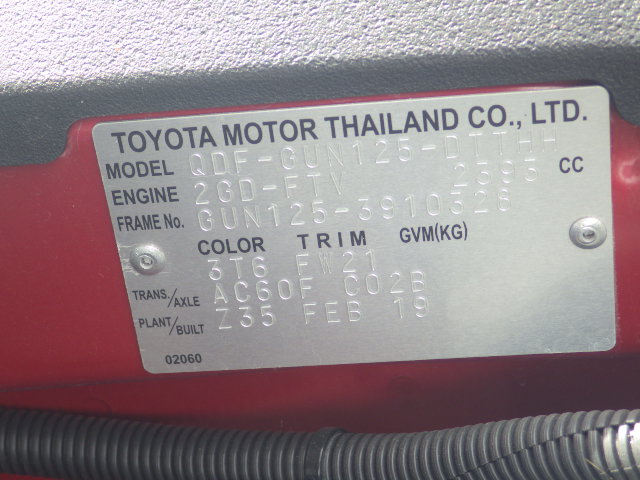 TOYOTA MOTOR THAILAND CO., LTD.
MODEL QDF-GUN125-DTTHH
ENGINE 2GD-FTV 2393 CC
FRAME No. GUN125-3910326
COLOR TRIM GVM(KG)
3T6 FW21
TRANS./AXLE AC60F C02B
PLANT/BUILT Z35 FEB 19
02060